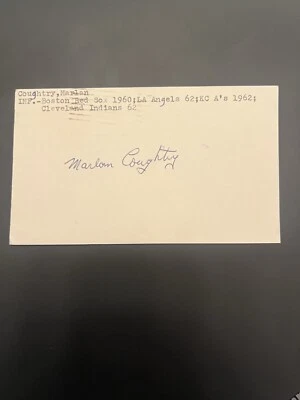 Coughtry,Marlan
INF.-Boston Red Sox 1960;LA Angels 62;KC A's 1962;
Cleveland Indians 62
Marlan Coughtry